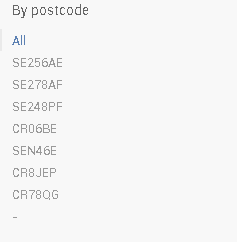 By postcode
All
SE256AE
SE278AF
SE248PF
CR06BE
SEN46E
CR8JEP
CR78QG
-